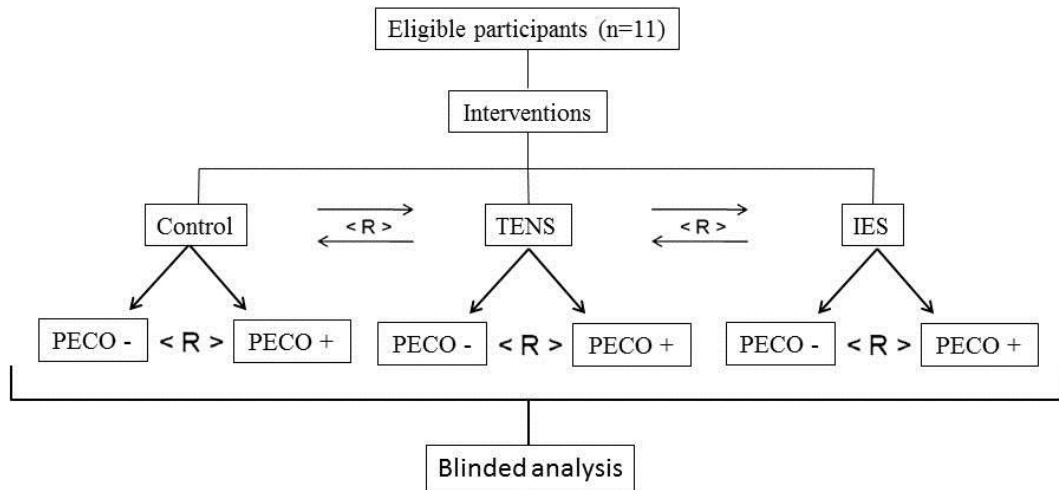 Eligible participants (n=11)
Interventions
Control < R > TENS < R > IES
PECO - < R > PECO + PECO - < R > PECO + PECO - < R > PECO +
Blinded analysis